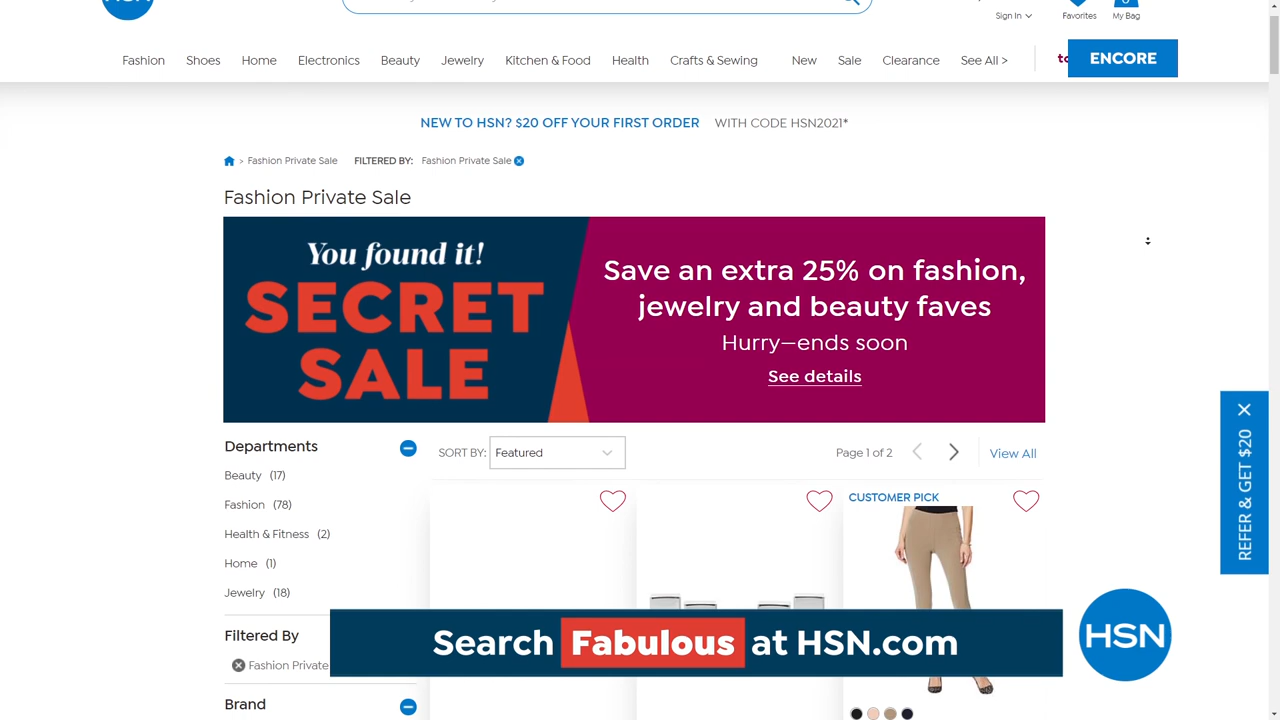 HSN
Sign In
Favorites
My Bag
Fashion Shoes Home Electronics Beauty Jewelry Kitchen & Food Health Crafts & Sewing New Sale Clearance See All >
ENCORE
NEW TO HSN? $20 OFF YOUR FIRST ORDER WITH CODE HSN2021*
> Fashion Private Sale FILTERED BY: Fashion Private Sale
Fashion Private Sale
You found it!
SECRET
SALE
Save an extra 25% on fashion,
jewelry and beauty faves
Hurry—ends soon
See details
Departments
Beauty (17)
Fashion (78)
Health & Fitness (2)
Home (1)
Jewelry (18)
Filtered By
Fashion Private
Brand
SORT BY: Featured
Page 1 of 2
View All
CUSTOMER PICK
REFER & GET $20
Search Fabulous at HSN.com
HSN